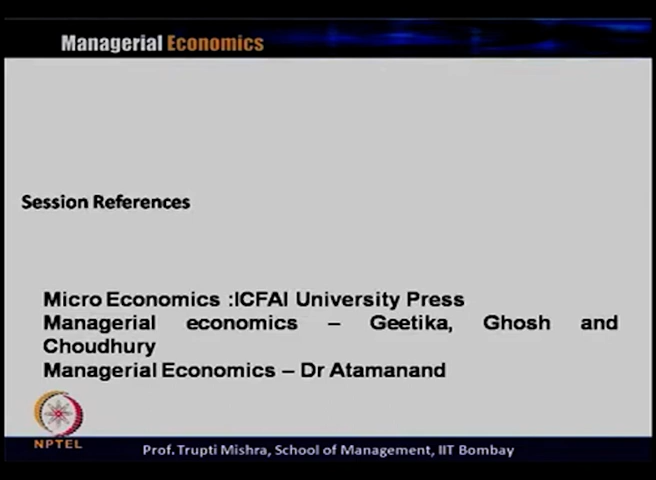 Managerial Economics
Session References
Micro Economics :ICFAI University Press
Managerial economics – Geetika, Ghosh and
Choudhury
Managerial Economics – Dr Atamanand
NPTEL
Prof. Trupti Mishra, School of Management, IIT Bombay